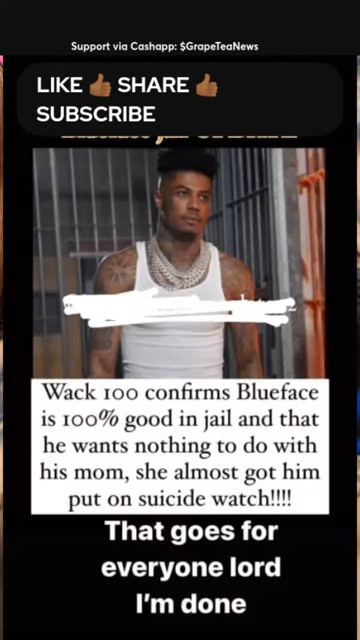 Support via Cashapp: $GrapeTeaNews
LIKE 👍🏾 SHARE 👍🏾
SUBSCRIBE
Wack 100 confirms Blueface
is 100% good in jail and that
he wants nothing to do with
his mom, she almost got him
put on suicide watch!!!!
That goes for
everyone lord
I'm done